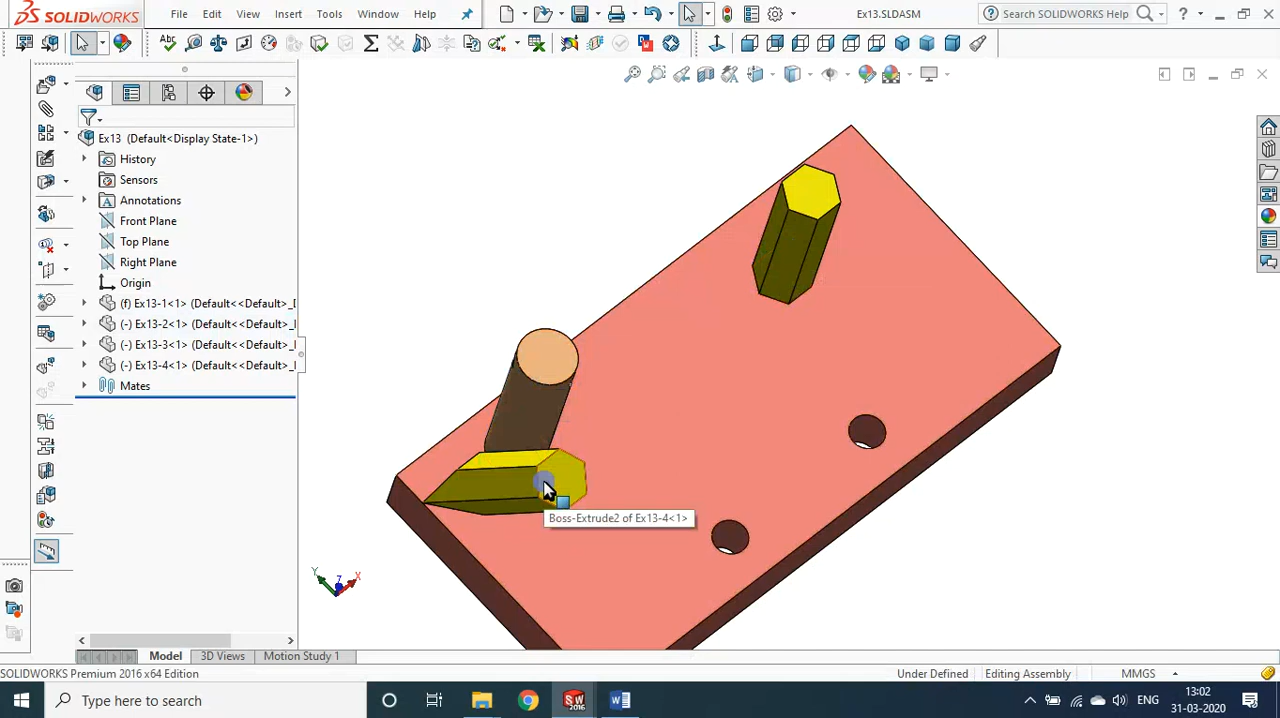 SOLIDWORKS
File Edit View Insert Tools Window Help
Ex13.SLDASM
Search SOLIDWORKS Help
Ex13 (Default<Display State-1>)
History
Sensors
Annotations
Front Plane
Top Plane
Right Plane
Origin
(f) Ex13-1<1> (Default<<Default>_
(-) Ex13-2<1> (Default<<Default>_
(-) Ex13-3<1> (Default<<Default>_
(-) Ex13-4<1> (Default<<Default>_
Mates
Boss-Extrude2 of Ex13-4<1>
Y Z X
Model 3D Views Motion Study 1
SOLIDWORKS Premium 2016 x64 Edition
Under Defined Editing Assembly MMGS
Type here to search
SW 2016
W
ENG
13:02
31-03-2020